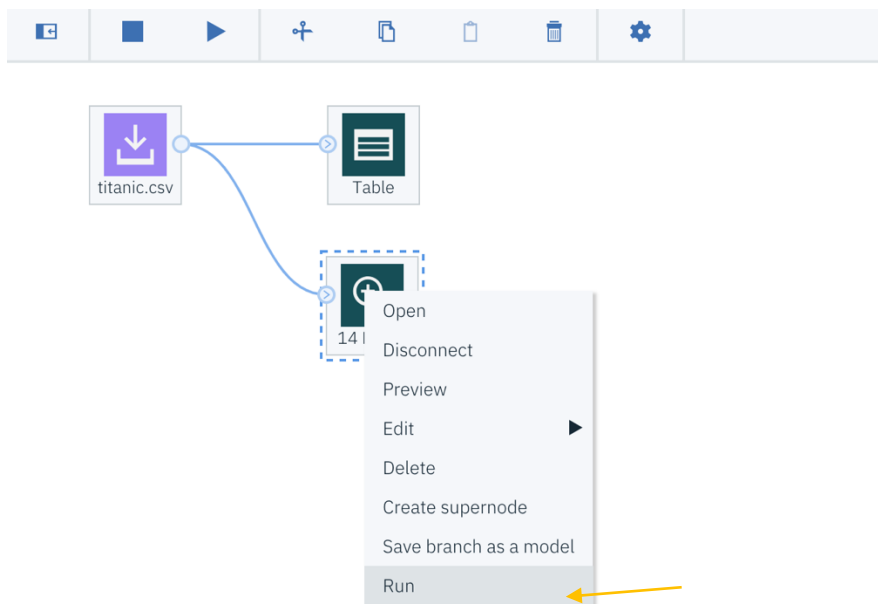 titanic.csv
Table
14
Open
Disconnect
Preview
Edit
Delete
Create supernode
Save branch as a model
Run